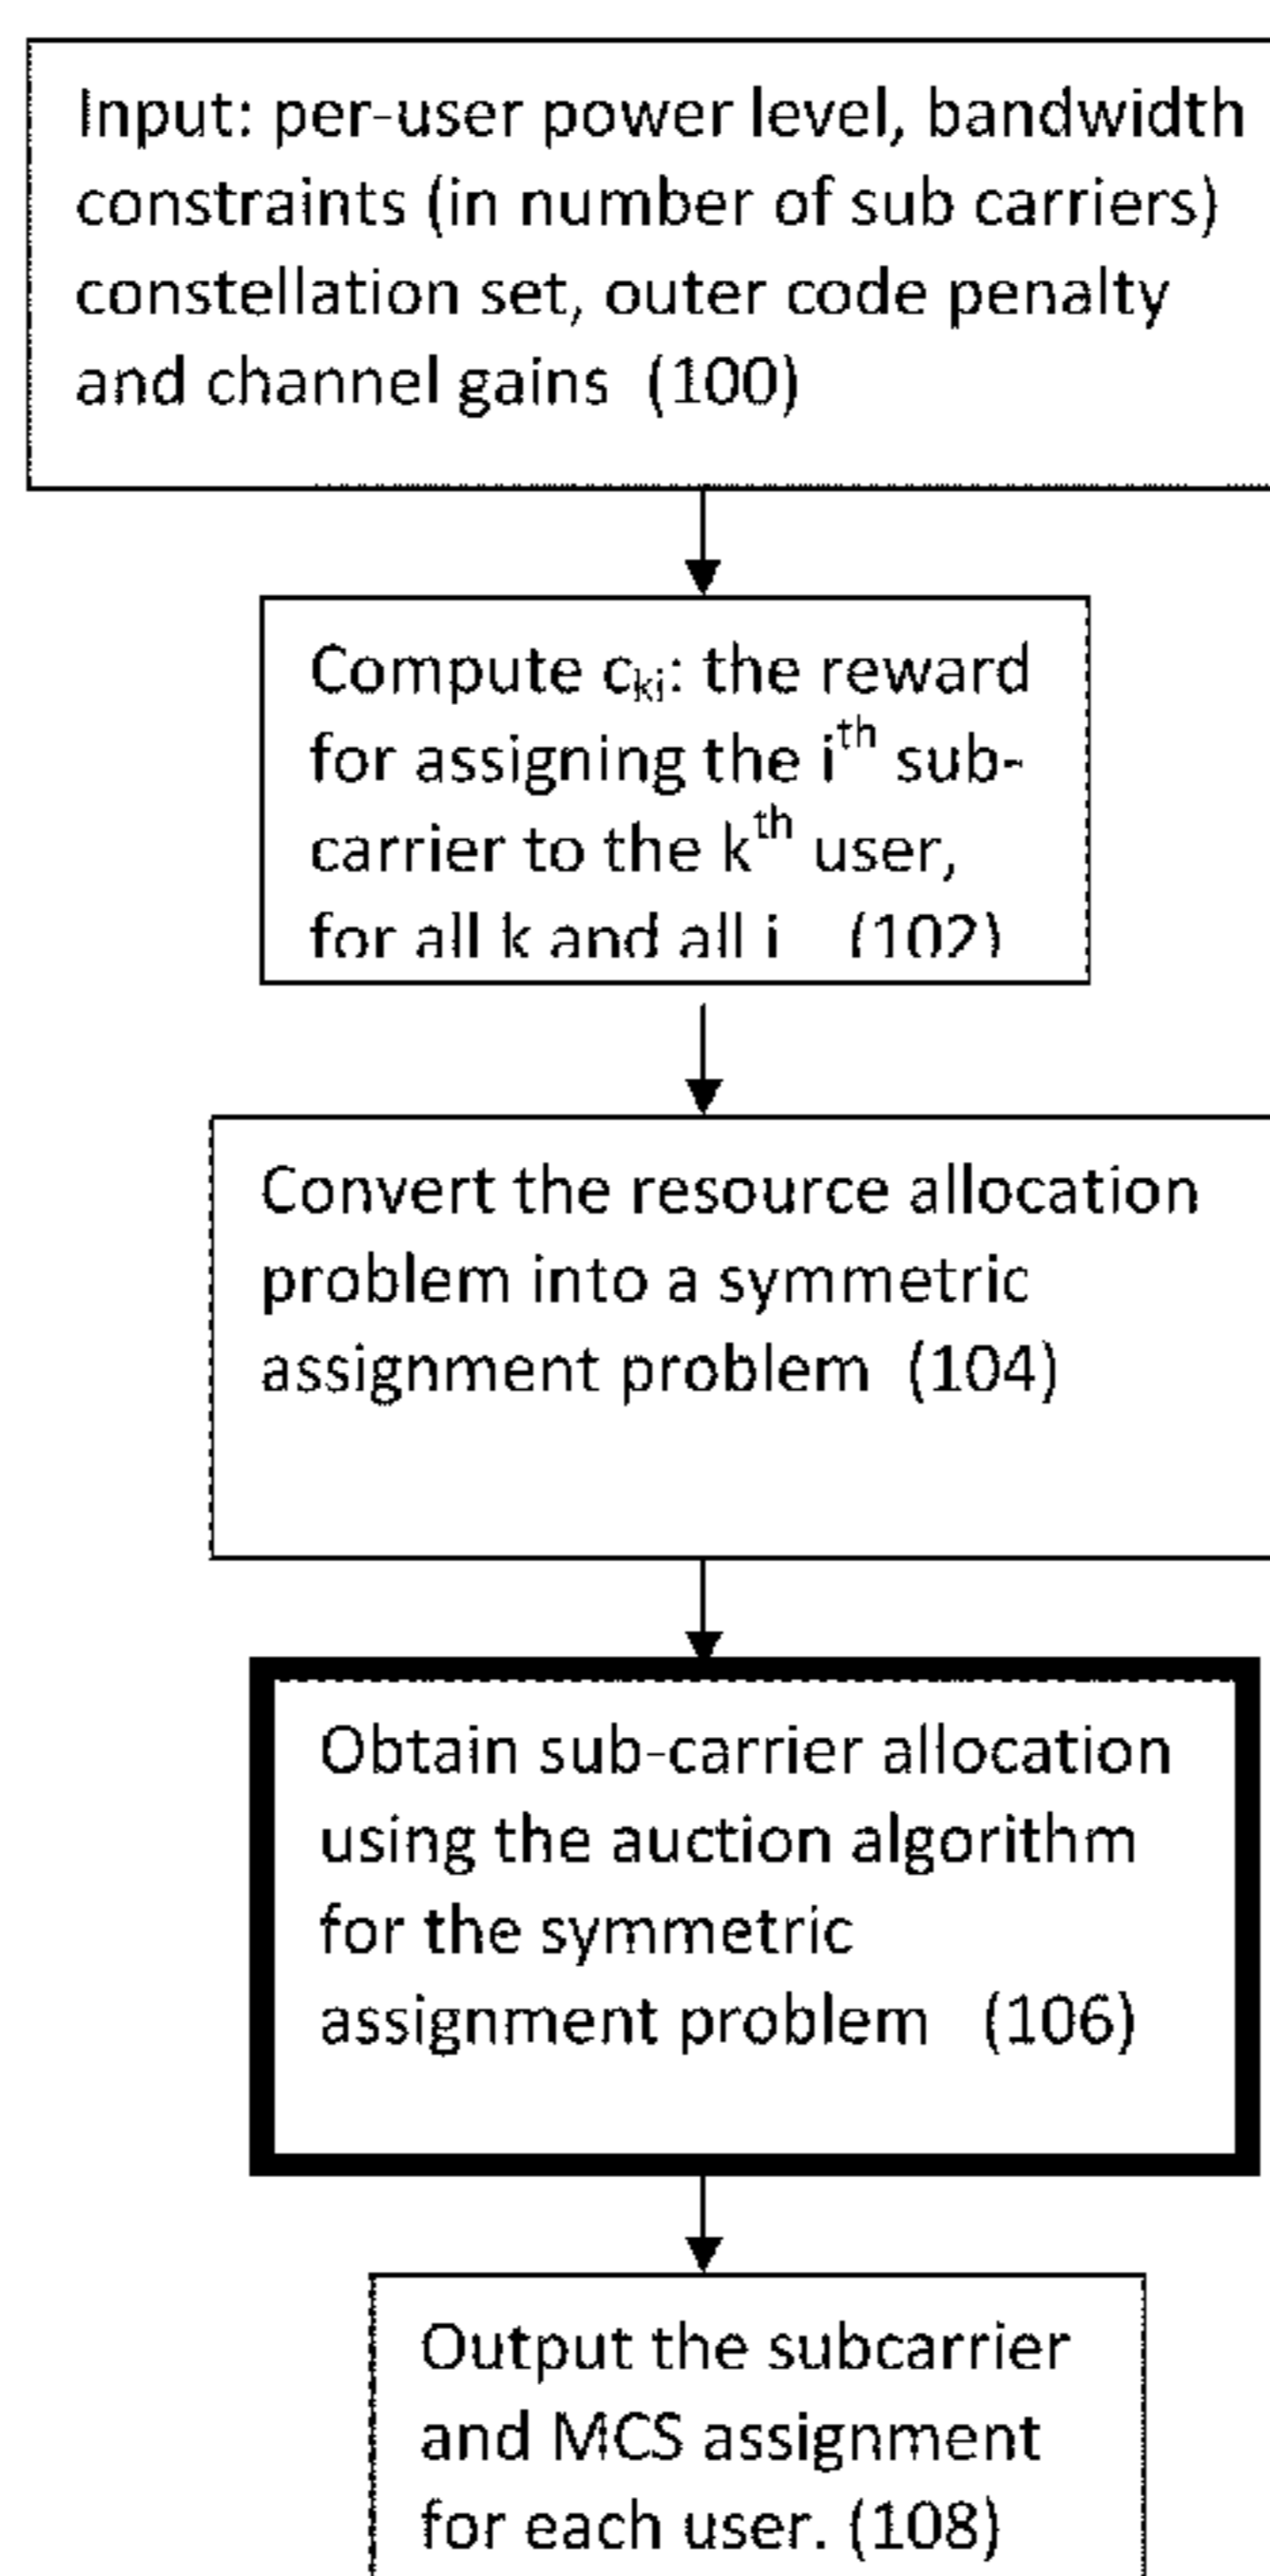 Input: per-user power level, bandwidth
constraints (in number of sub carriers)
constellation set, outer code penalty
and channel gains (100)
Compute cki: the reward
for assigning the ith sub-
carrier to the kth user,
for all k and all i (102)
Convert the resource allocation
problem into a symmetric
assignment problem (104)
Obtain sub-carrier allocation
using the auction algorithm
for the symmetric
assignment problem (106)
Output the subcarrier
and MCS assignment
for each user. (108)